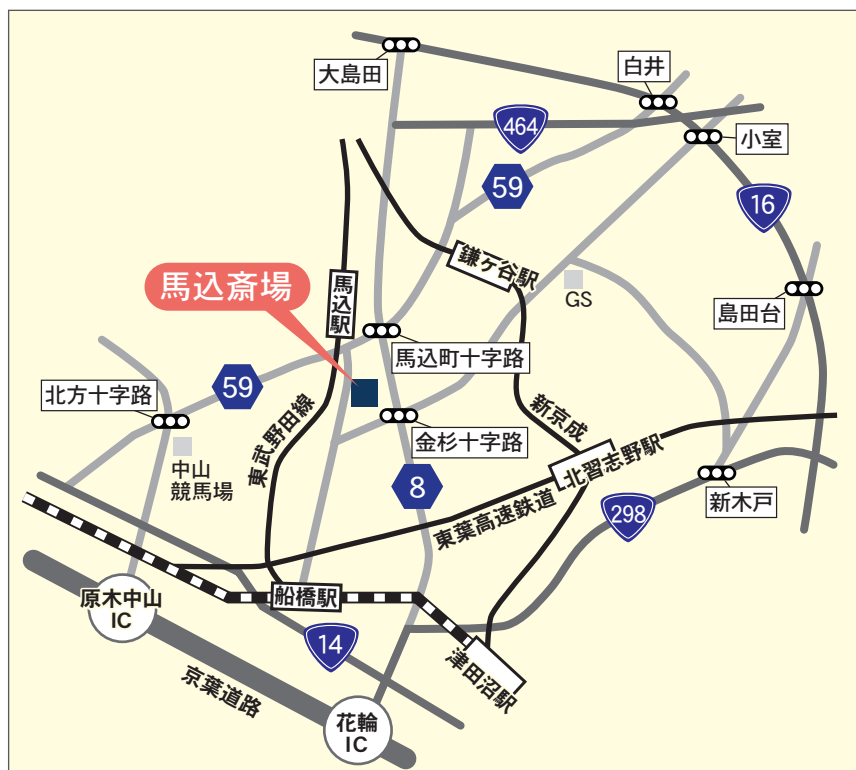 大島田
白井
464
小室
59
16
鎌ヶ谷駅
馬込斎場
馬込駅
GS
島田台
馬込町十字路
北方十字路
59
新京成
東武野田線
金杉十字路
中山
競馬場
8
北習志野駅
東葉高速鉄道
新木戸
298
原木中山
IC
船橋駅
14
津田沼駅
京葉道路
花輪
IC